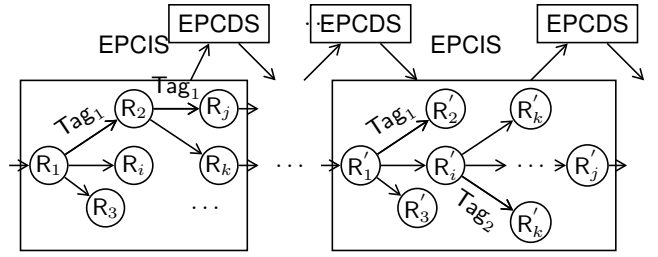 EPCDS ... EPCDS EPCDS
EPCIS EPCIS
Tag1
Tag1 R2 Rj Tag1 R'2 R'k
R1 Ri Rk ... R'1 R'i ... R'j
R3 ... R'3 Tag2 R'k